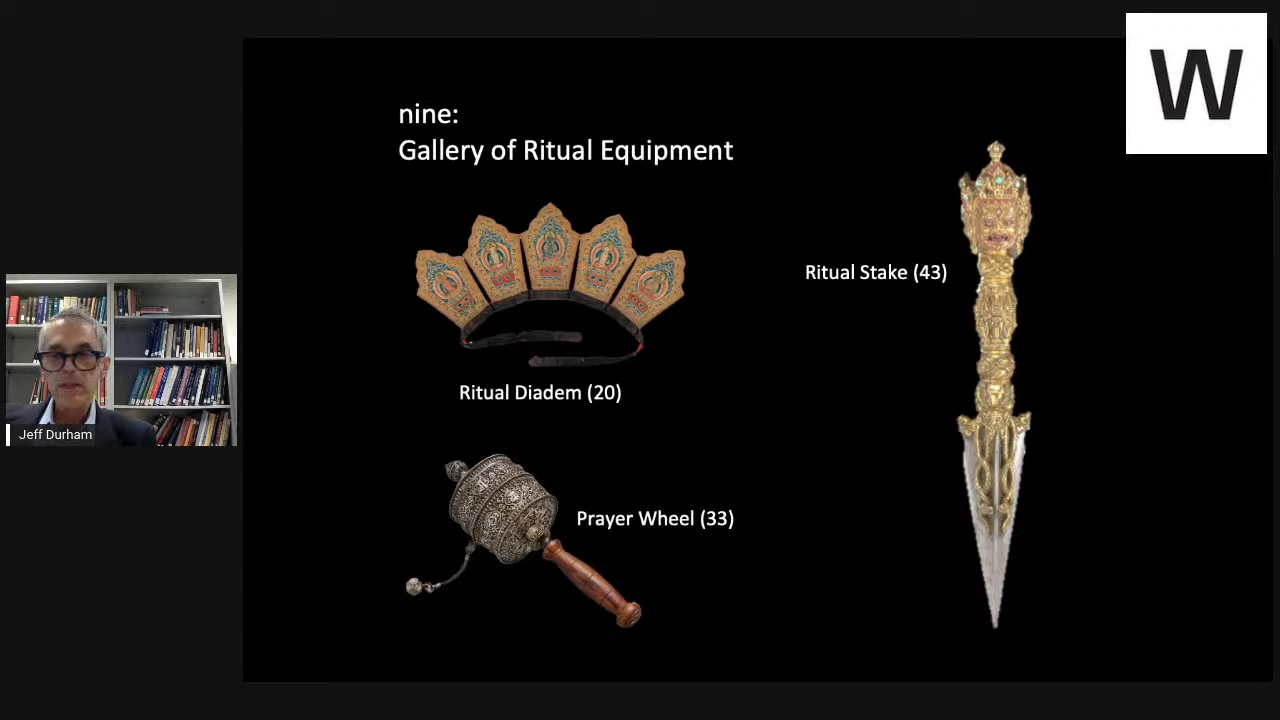 nine:
Gallery of Ritual Equipment
W
Ritual Stake (43)
Ritual Diadem (20)
Jeff Durham
Prayer Wheel (33)